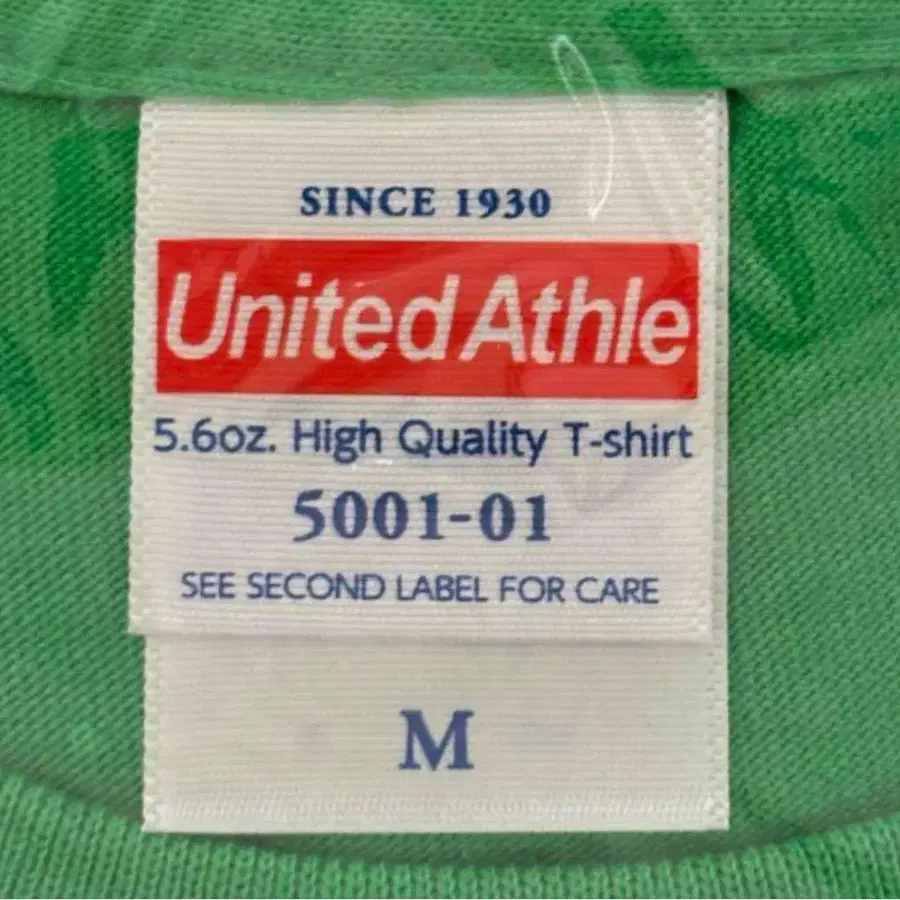 SINCE 1930
United Athle
5.6oz. High Quality T-shirt
5001-01
SEE SECOND LABEL FOR CARE
M